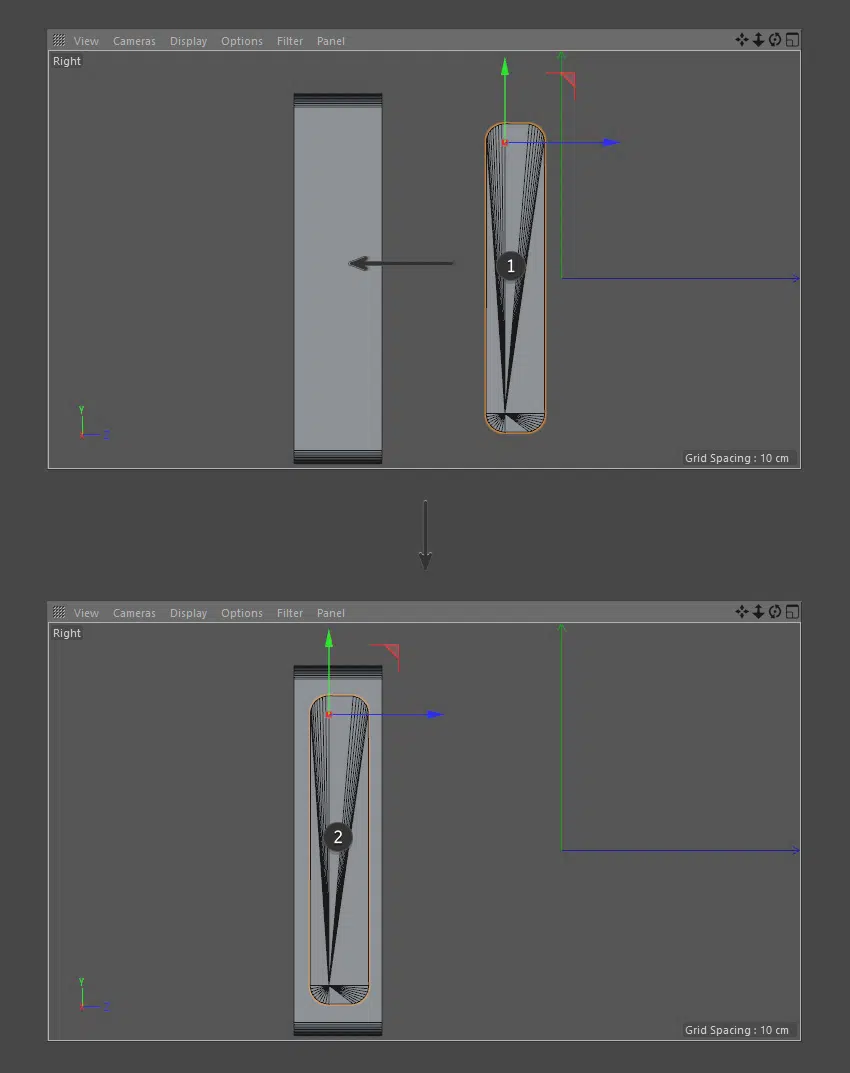 View Cameras Display Options Filter Panel
Right
1
Y
Z
Grid Spacing : 10 cm
View Cameras Display Options Filter Panel
Right
2
Y
Z
Grid Spacing : 10 cm